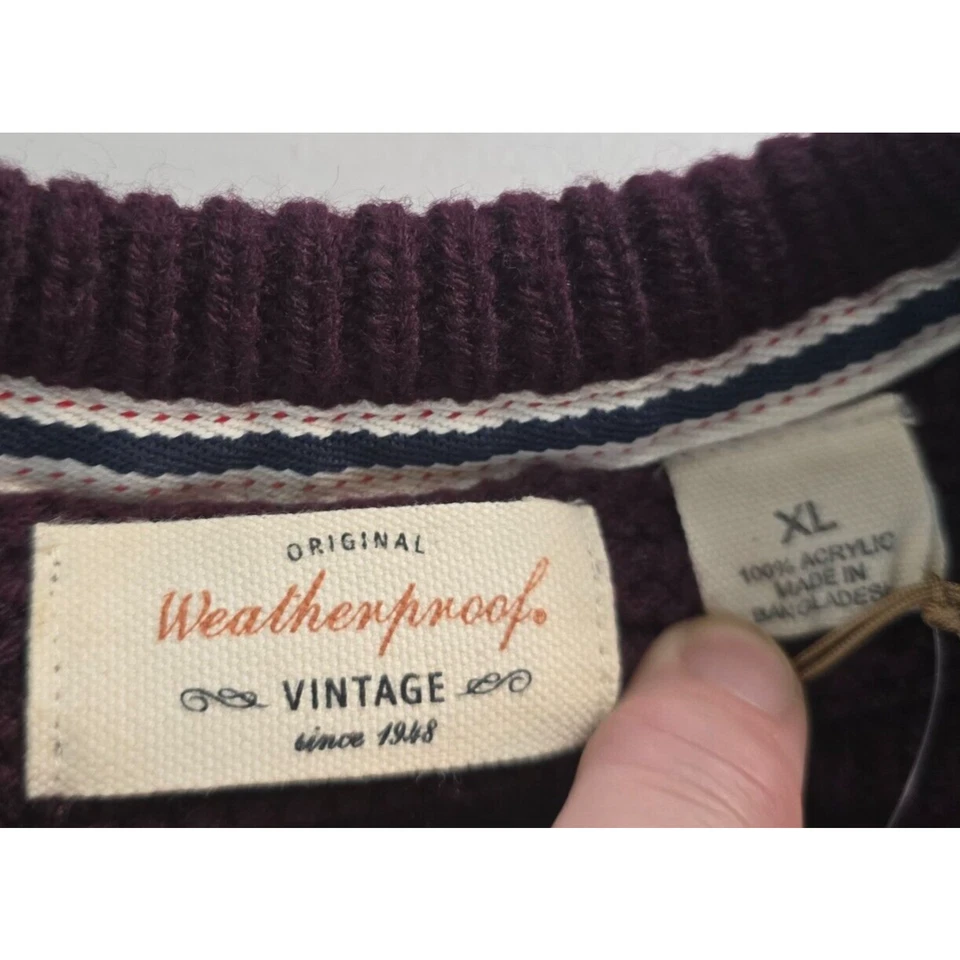 ORIGINAL
Weatherproof.
VINTAGE
since 1948
XL
100% ACRYLIC
MADE IN
BANGLADESH